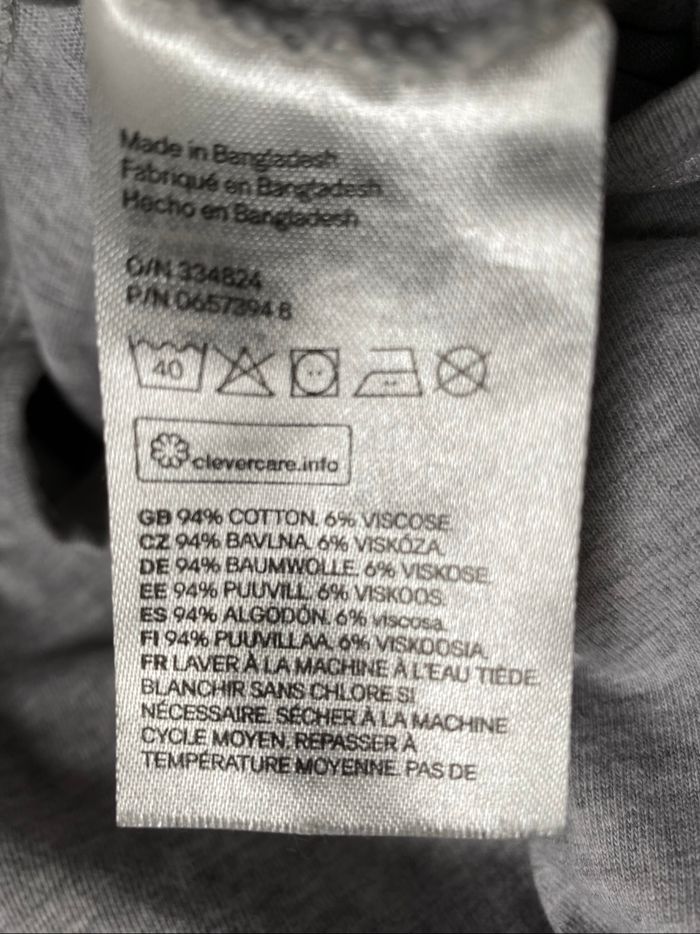 Made in Bangladesh
Fabriqué en Bangladesh
Hecho en Bangladesh
O/N 334824
P/N 0657394 8
40
clevercare.info
GB 94% COTTON. 6% VISCOSE
CZ 94% BAVLNA. 6% VISKÓZA
DE 94% BAUMWOLLE. 6% VISKOSE
EE 94% PUUVILL. 6% VISKOOS
ES 94% ALGODÓN. 6% viscosa
FI 94% PUUVILLAA. 6% VISKOOSIA
FR LAVER À LA MACHINE À L'EAU TIÈDE.
BLANCHIR SANS CHLORE SI
NÉCESSAIRE. SÉCHER À LA MACHINE
CYCLE MOYEN. REPASSER À
TEMPÉRATURE MOYENNE. PAS DE